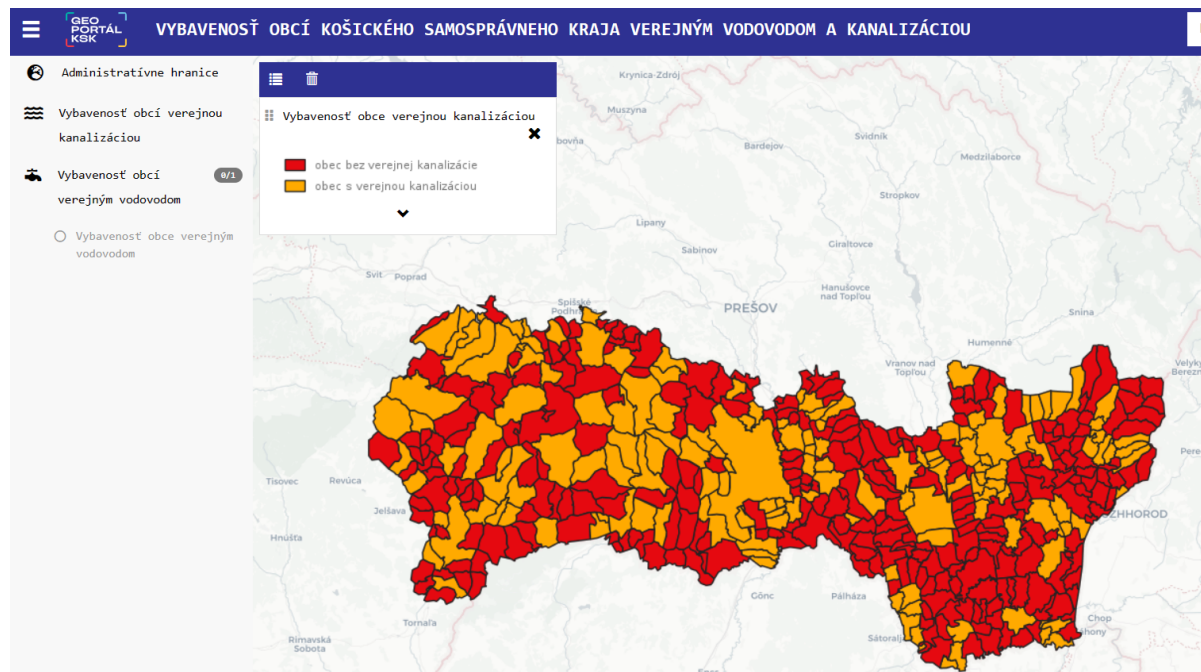 GEO
PORTÁL
KSK
VYBAVENOSŤ OBCÍ KOŠICKÉHO SAMOSPRÁVNEHO KRAJA VEREJNÝM VODOVODOM A KANALIZÁCIOU
Administratívne hranice
Vybavenosť obcí verejnou
kanalizáciou
Vybavenosť obcí
0/1
verejným vodovodom
Vybavenosť obce verejným
vodovodom
Vybavenosť obce verejnou kanalizáciou
obec bez verejnej kanalizácie
obec s verejnou kanalizáciou
Krynica-Zdrój
Muszyna
Bardejov
Svidník
Medzilaborce
Stropkov
Lipany
Sabinov
Giraltovce
Svit
Poprad
Hanušovce
nad Topľou
Spišské
PREŠOV
Snina
Humenné
Vranov nad
Topľou
Tisovec
Revúca
Jelšava
Hnúšťa
Gönc
Pálháza
Tornaľa
Rimavská
Sobota
Chop